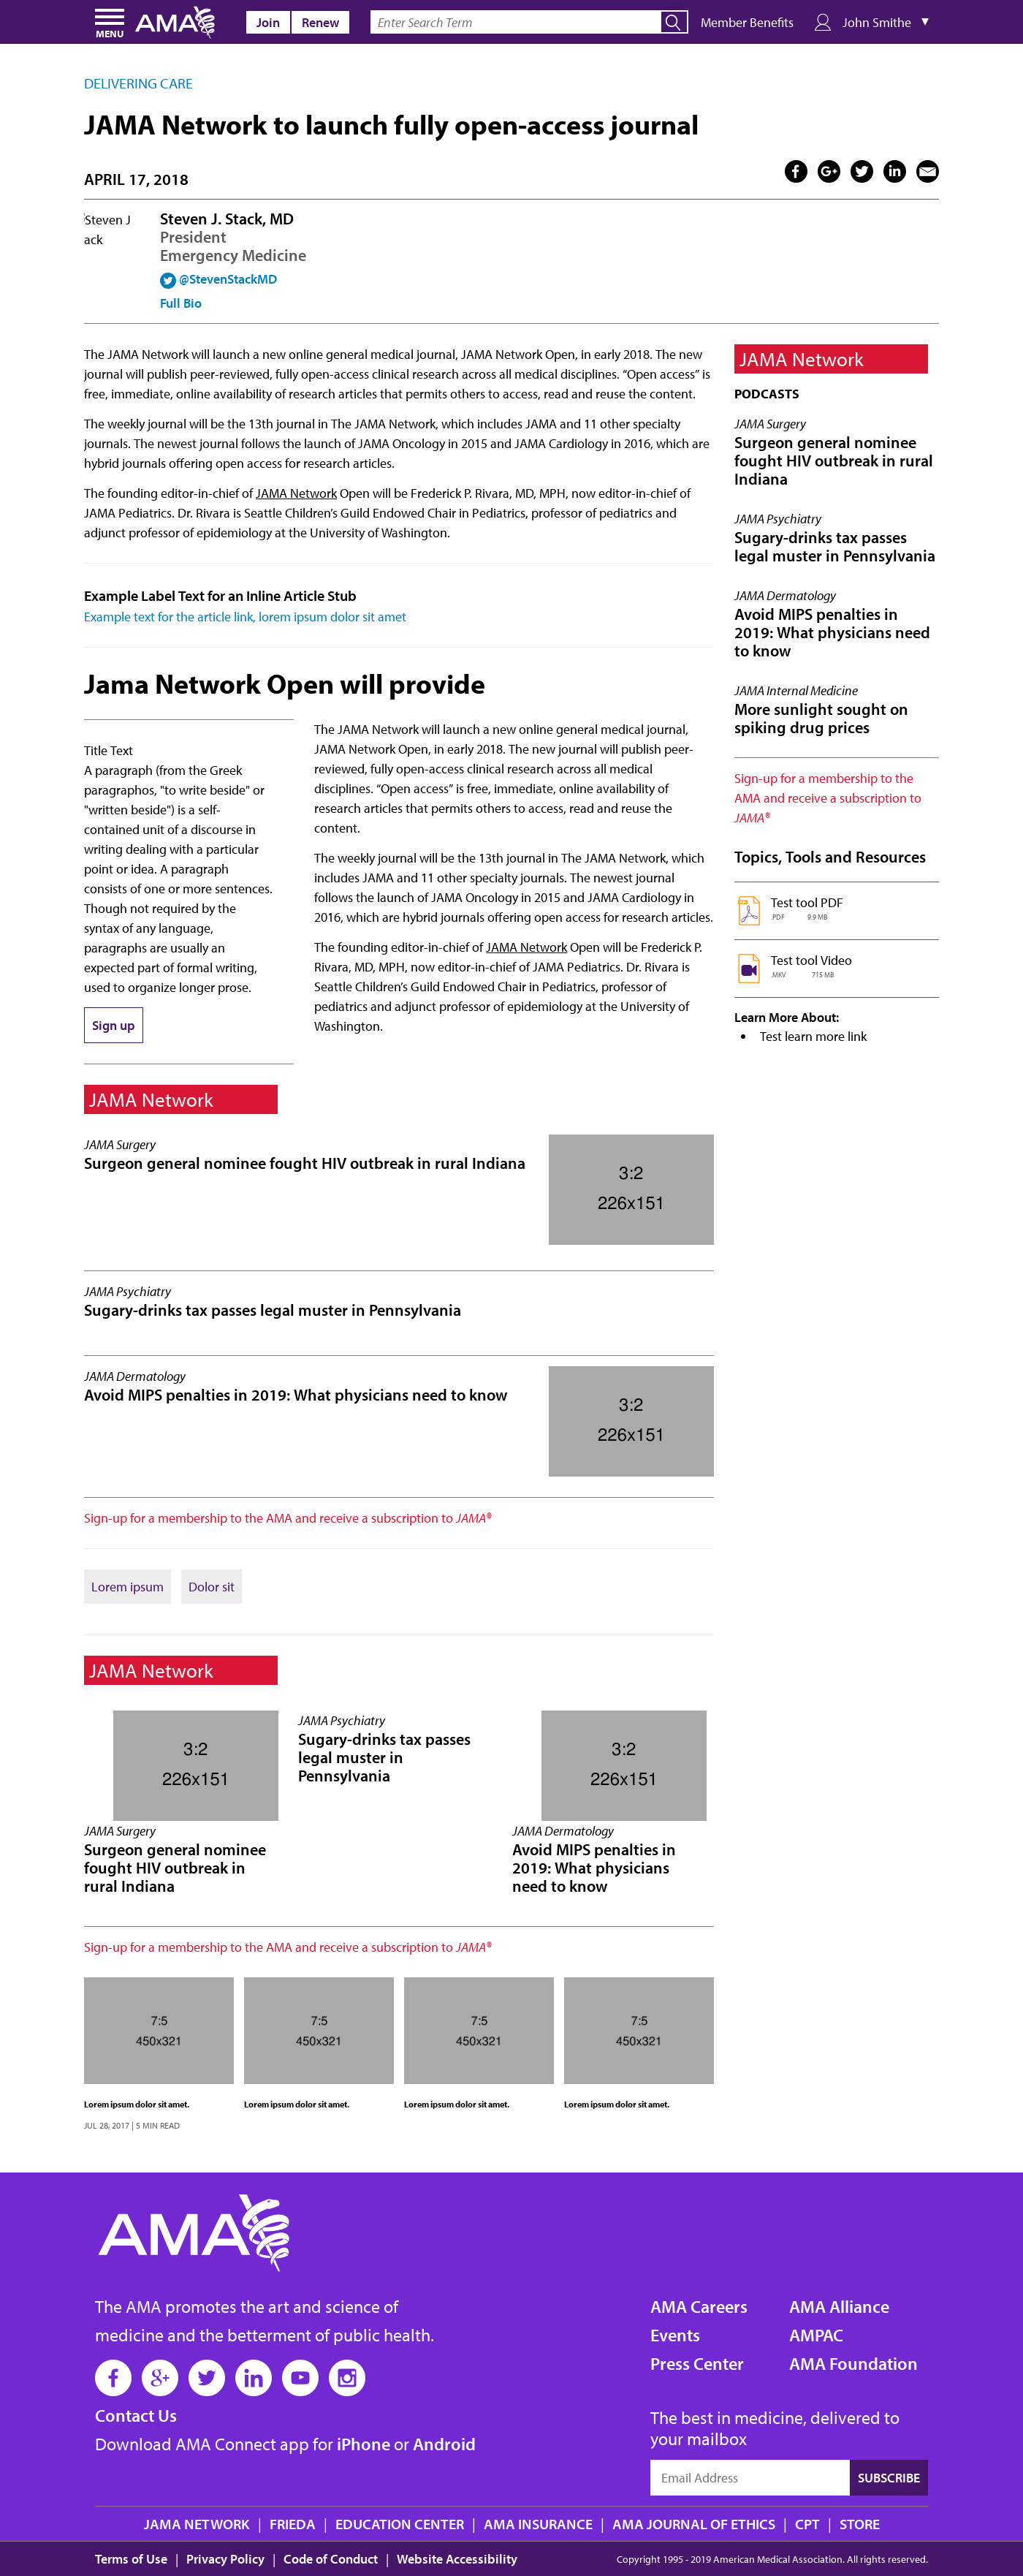 MENU
AMA
Join
Renew
Enter Search Term
Member Benefits
John Smithe
DELIVERING CARE
JAMA Network to launch fully open-access journal
APRIL 17, 2018
Steven J
ack
Steven J. Stack, MD
President
Emergency Medicine
@StevenStackMD
Full Bio
The JAMA Network will launch a new online general medical journal, JAMA Network Open, in early 2018. The new
journal will publish peer-reviewed, fully open-access clinical research across all medical disciplines. “Open access” is
free, immediate, online availability of research articles that permits others to access, read and reuse the content.
The weekly journal will be the 13th journal in The JAMA Network, which includes JAMA and 11 other specialty
journals. The newest journal follows the launch of JAMA Oncology in 2015 and JAMA Cardiology in 2016, which are
hybrid journals offering open access for research articles.
The founding editor-in-chief of JAMA Network Open will be Frederick P. Rivara, MD, MPH, now editor-in-chief of
JAMA Pediatrics. Dr. Rivara is Seattle Children’s Guild Endowed Chair in Pediatrics, professor of pediatrics and
adjunct professor of epidemiology at the University of Washington.
Example Label Text for an Inline Article Stub
Example text for the article link, lorem ipsum dolor sit amet
Jama Network Open will provide
Title Text
A paragraph (from the Greek
paragraphos, "to write beside" or
"written beside") is a self-
contained unit of a discourse in
writing dealing with a particular
point or idea. A paragraph
consists of one or more sentences.
Though not required by the
syntax of any language,
paragraphs are usually an
expected part of formal writing,
used to organize longer prose.
Sign up
The JAMA Network will launch a new online general medical journal,
JAMA Network Open, in early 2018. The new journal will publish peer-
reviewed, fully open-access clinical research across all medical
disciplines. “Open access” is free, immediate, online availability of
research articles that permits others to access, read and reuse the
content.
The weekly journal will be the 13th journal in The JAMA Network, which
includes JAMA and 11 other specialty journals. The newest journal
follows the launch of JAMA Oncology in 2015 and JAMA Cardiology in
2016, which are hybrid journals offering open access for research articles.
The founding editor-in-chief of JAMA Network Open will be Frederick P.
Rivara, MD, MPH, now editor-in-chief of JAMA Pediatrics. Dr. Rivara is
Seattle Children’s Guild Endowed Chair in Pediatrics, professor of
pediatrics and adjunct professor of epidemiology at the University of
Washington.
JAMA Network
JAMA Surgery
Surgeon general nominee fought HIV outbreak in rural Indiana
3:2
226x151
JAMA Psychiatry
Sugary-drinks tax passes legal muster in Pennsylvania
JAMA Dermatology
Avoid MIPS penalties in 2019: What physicians need to know
3:2
226x151
Sign-up for a membership to the AMA and receive a subscription to JAMA®
Lorem ipsum
Dolor sit
JAMA Network
3:2
226x151
JAMA Surgery
Surgeon general nominee
fought HIV outbreak in
rural Indiana
JAMA Psychiatry
Sugary-drinks tax passes
legal muster in
Pennsylvania
3:2
226x151
JAMA Dermatology
Avoid MIPS penalties in
2019: What physicians
need to know
Sign-up for a membership to the AMA and receive a subscription to JAMA®
7:5
450x321
Lorem ipsum dolor sit amet.
JUL 28, 2017 | 5 MIN READ
7:5
450x321
Lorem ipsum dolor sit amet.
7:5
450x321
Lorem ipsum dolor sit amet.
7:5
450x321
Lorem ipsum dolor sit amet.
JAMA Network
PODCASTS
JAMA Surgery
Surgeon general nominee
fought HIV outbreak in rural
Indiana
JAMA Psychiatry
Sugary-drinks tax passes
legal muster in Pennsylvania
JAMA Dermatology
Avoid MIPS penalties in
2019: What physicians need
to know
JAMA Internal Medicine
More sunlight sought on
spiking drug prices
Sign-up for a membership to the
AMA and receive a subscription to
JAMA®
Topics, Tools and Resources
Test tool PDF
.PDF 9.9 MB
Test tool Video
.MKV 715 MB
Learn More About:
• Test learn more link
AMA
The AMA promotes the art and science of
medicine and the betterment of public health.
Contact Us
Download AMA Connect app for iPhone or Android
AMA Careers
Events
Press Center
AMA Alliance
AMPAC
AMA Foundation
The best in medicine, delivered to
your mailbox
Email Address
SUBSCRIBE
JAMA NETWORK | FRIEDA | EDUCATION CENTER | AMA INSURANCE | AMA JOURNAL OF ETHICS | CPT | STORE
Terms of Use | Privacy Policy | Code of Conduct | Website Accessibility
Copyright 1995 - 2019 American Medical Association. All rights reserved.